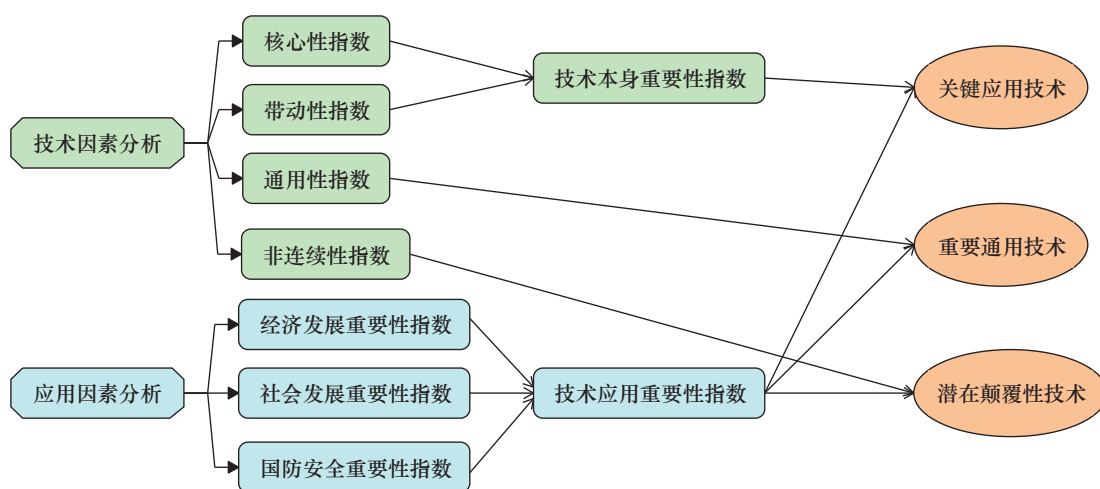 核心性指数
技术本身重要性指数
关键应用技术
带动性指数
技术因素分析
通用性指数
重要通用技术
非连续性指数
经济发展重要性指数
应用因素分析
社会发展重要性指数
技术应用重要性指数
潜在颠覆性技术
国防安全重要性指数